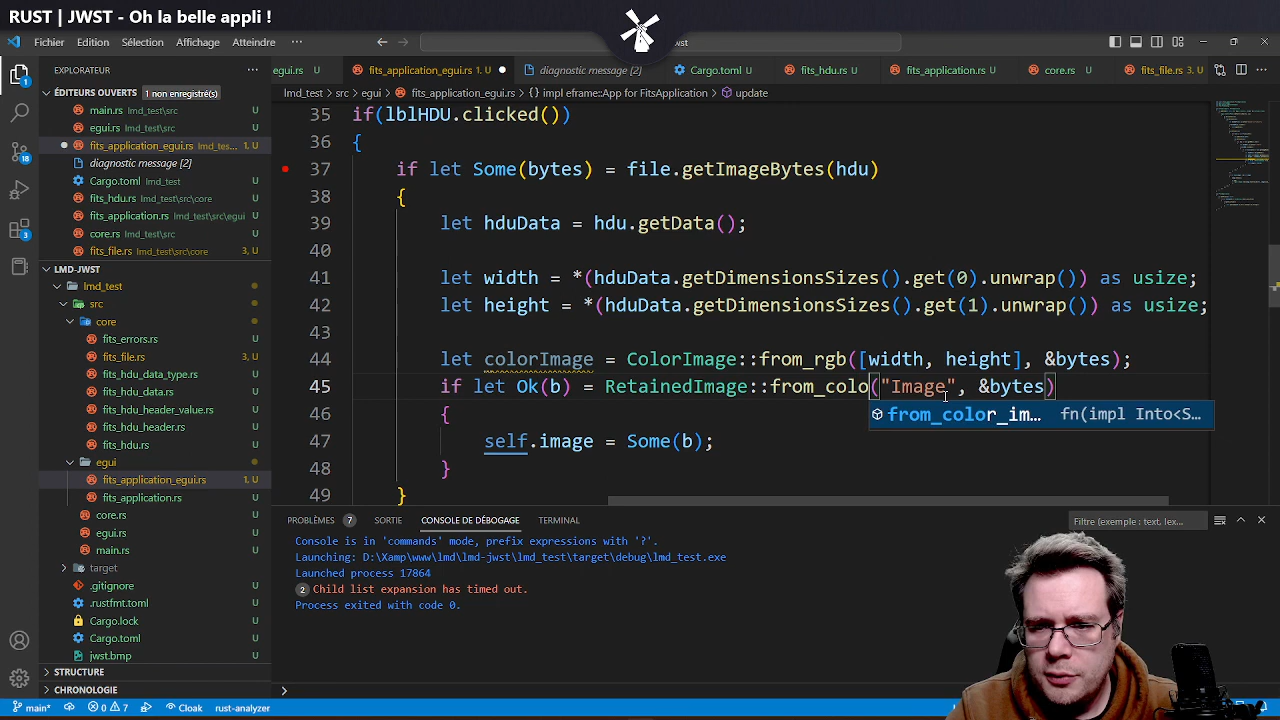 RUST | JWST - Oh la belle appli !
Fichier Edition Sélection Affichage Atteindre ··· wst
EXPLORATEUR ···
ÉDITEURS OUVERTS 1 non enregistré(s)
main.rs lmd_test\src U
egui.rs lmd_test\src U
fits_application_egui.rs lmd_tes... 1, U
diagnostic message [2]
Cargo.toml lmd_test U
fits_hdu.rs lmd_test\src\core U
fits_application.rs lmd_test\src\egui U
core.rs lmd_test\src U
fits_file.rs lmd_test\src\core 3, U
LMD-JWST
lmd_test
src
core
fits_errors.rs U
fits_file.rs 3, U
fits_hdu_data_type.rs U
fits_hdu_data.rs U
fits_hdu_header_value.rs U
fits_hdu_header.rs U
fits_hdu.rs U
egui
fits_application_egui.rs 1, U
fits_application.rs U
core.rs U
egui.rs U
main.rs U
target
.gitignore U
.rustfmt.toml U
Cargo.lock U
Cargo.toml U
jwst.bmp U
STRUCTURE
CHRONOLOGIE
egui.rs U fits_application_egui.rs 1, U diagnostic message [2] Cargo.toml U fits_hdu.rs U fits_application.rs U core.rs U fits_file.rs 3, U
lmd_test > src > egui > fits_application_egui.rs > {} impl eframe::App for FitsApplication > update
35 if(lblHDU.clicked())
36 {
37 if let Some(bytes) = file.getImageBytes(hdu)
38 {
39 let hduData = hdu.getData();
40
41 let width = *(hduData.getDimensionsSizes().get(0).unwrap()) as usize;
42 let height = *(hduData.getDimensionsSizes().get(1).unwrap()) as usize;
43
44 let colorImage = ColorImage::from_rgb([width, height], &bytes);
45 if let Ok(b) = RetainedImage::from_colo("Image", &bytes)
from_color_im… fn(impl Into<S...
46 {
47 self.image = Some(b);
48 }
49 }
PROBLÈMES 7 SORTIE CONSOLE DE DÉBOGAGE TERMINAL Filtre (exemple : text, !ex...
Console is in 'commands' mode, prefix expressions with '?'.
Launching: D:\Xamp\www\lmd\lmd-jwst\lmd_test\target\debug\lmd_test.exe
Launched process 17864
2 Child list expansion has timed out.
Process exited with code 0.
main* 0 7 Cloak rust-analyzer